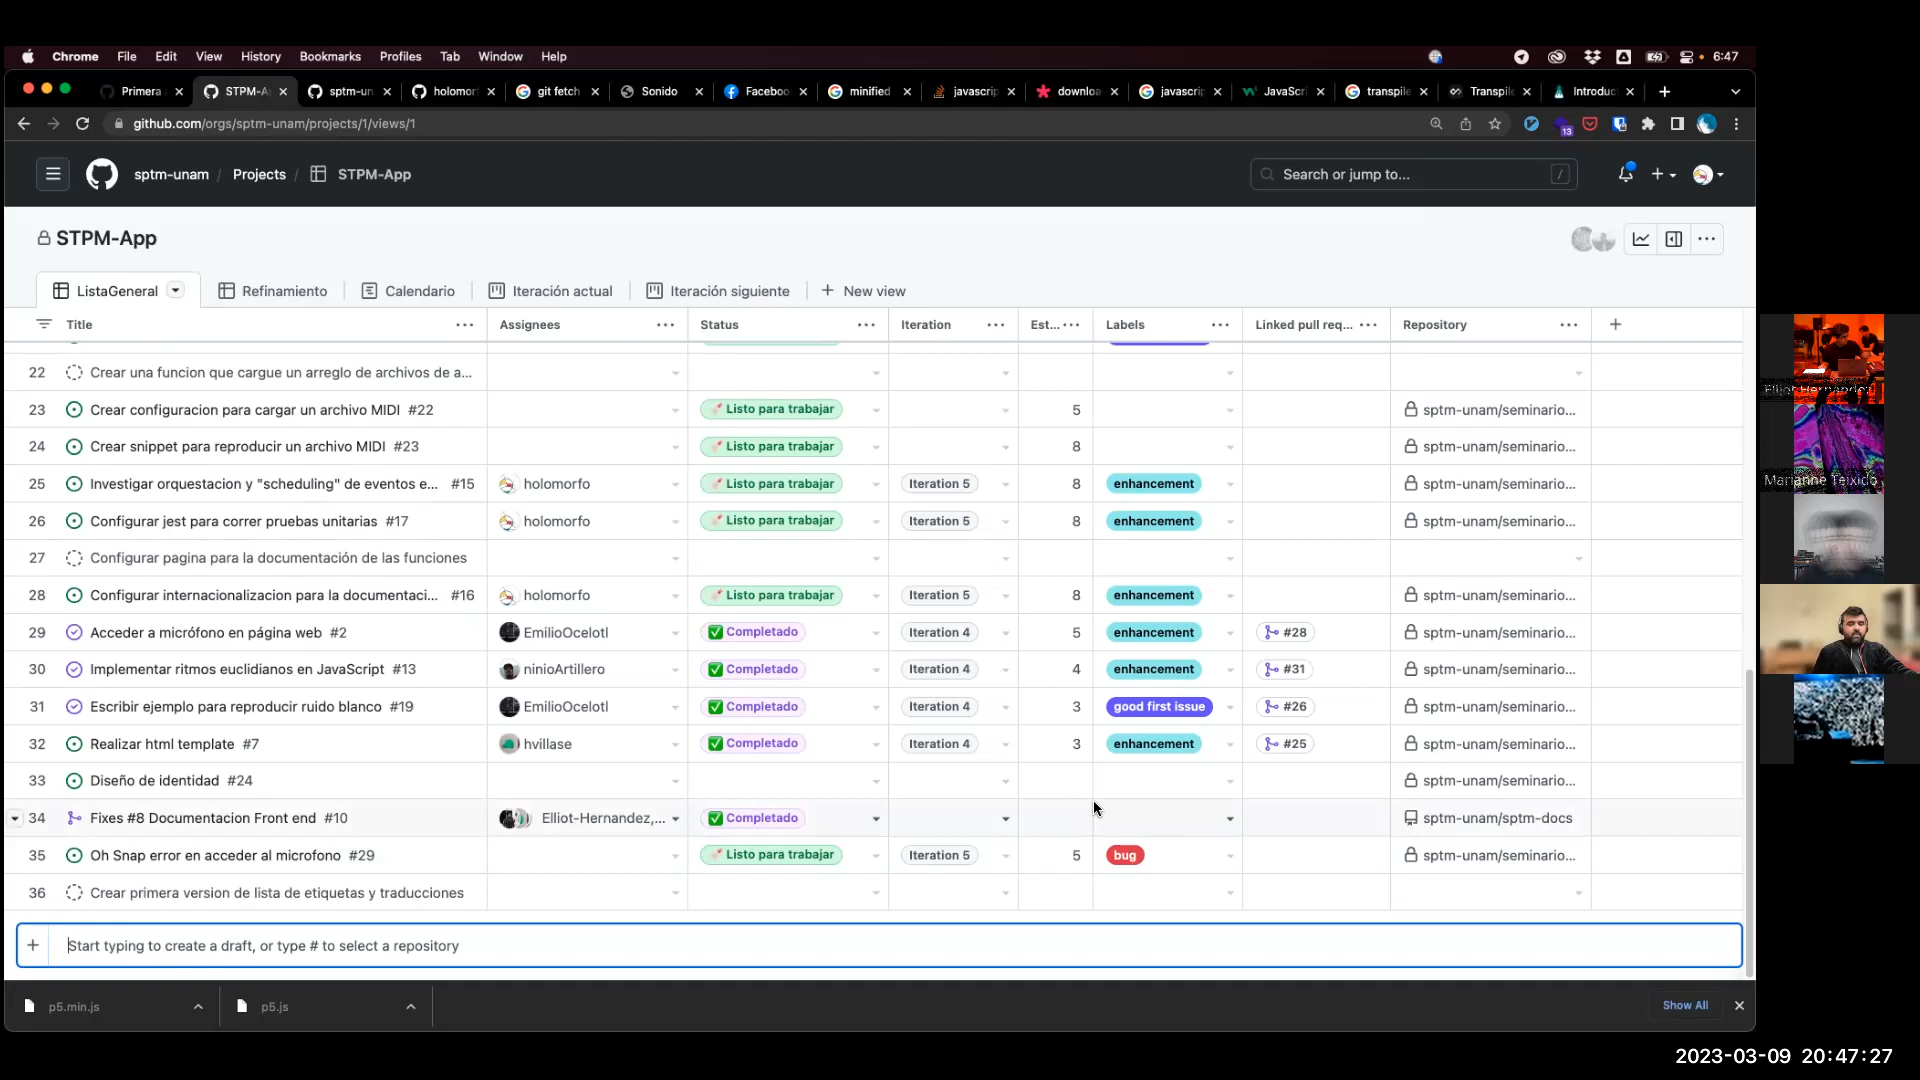 Chrome File Edit View History Bookmarks Profiles Tab Window Help 6:47
Primera STPM-A sptm-un holomor git fetch Sonido Faceboo minified javascrip downlo javascrip JavaScri transpile Transpil Introduc
github.com/orgs/sptm-unam/projects/1/views/1 13
sptm-unam / Projects / STPM-App Search or jump to... /
STPM-App
ListaGeneral Refinamiento Calendario Iteración actual Iteración siguiente + New view
Title Assignees Status Iteration Est... Labels Linked pull req... Repository
22 Crear una funcion que cargue un arreglo de archivos de a...
23 Crear configuracion para cargar un archivo MIDI #22 Listo para trabajar 5 sptm-unam/seminario...
24 Crear snippet para reproducir un archivo MIDI #23 Listo para trabajar 8 sptm-unam/seminario...
25 Investigar orquestacion y "scheduling" de eventos e... #15 holomorfo Listo para trabajar Iteration 5 8 enhancement sptm-unam/seminario...
26 Configurar jest para correr pruebas unitarias #17 holomorfo Listo para trabajar Iteration 5 8 enhancement sptm-unam/seminario...
27 Configurar pagina para la documentación de las funciones
28 Configurar internacionalizacion para la documentaci... #16 holomorfo Listo para trabajar Iteration 5 8 enhancement sptm-unam/seminario...
29 Acceder a micrófono en página web #2 EmilioOcelotl Completado Iteration 4 5 enhancement #28 sptm-unam/seminario...
30 Implementar ritmos euclidianos en JavaScript #13 ninioArtillero Completado Iteration 4 4 enhancement #31 sptm-unam/seminario...
31 Escribir ejemplo para reproducir ruido blanco #19 EmilioOcelotl Completado Iteration 4 3 good first issue #26 sptm-unam/seminario...
32 Realizar html template #7 hvillase Completado Iteration 4 3 enhancement #25 sptm-unam/seminario...
33 Diseño de identidad #24 sptm-unam/seminario...
34 Fixes #8 Documentacion Front end #10 Elliot-Hernandez,... Completado sptm-unam/sptm-docs
35 Oh Snap error en acceder al microfono #29 Listo para trabajar Iteration 5 5 bug sptm-unam/seminario...
36 Crear primera version de lista de etiquetas y traducciones
+ Start typing to create a draft, or type # to select a repository
p5.min.js p5.js Show All
Elliot Hernandez
Marianne Teixido
2023-03-09 20:47:27